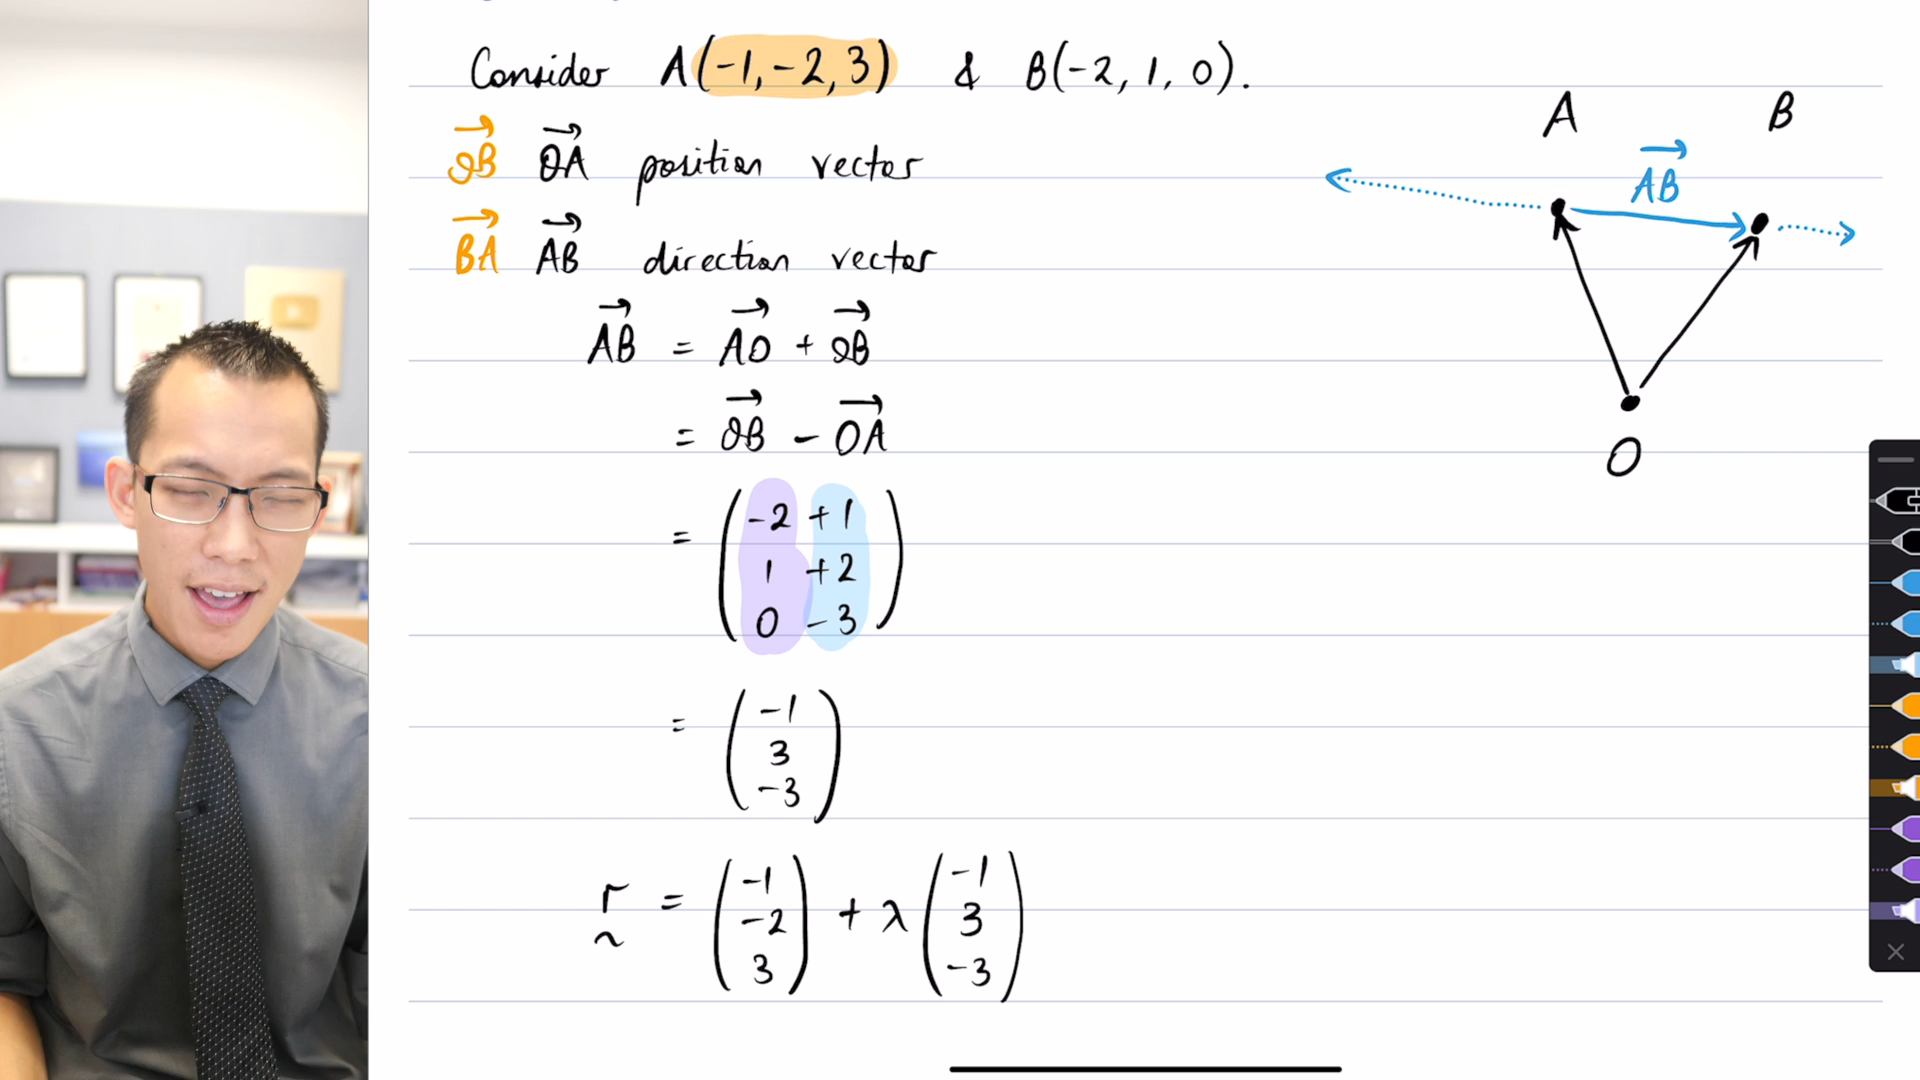 Consider A(-1,-2,3) & B(-2,1,0).
→OB →OA position vector
→BA →AB direction vector
→AB = →AO + →OB
= →OB - →OA
= (-2 +1
1 +2
0 -3)
= (-1
3
-3)
r~ = (-1 -2 3) + λ(-1 3 -3)
A B
→AB
O